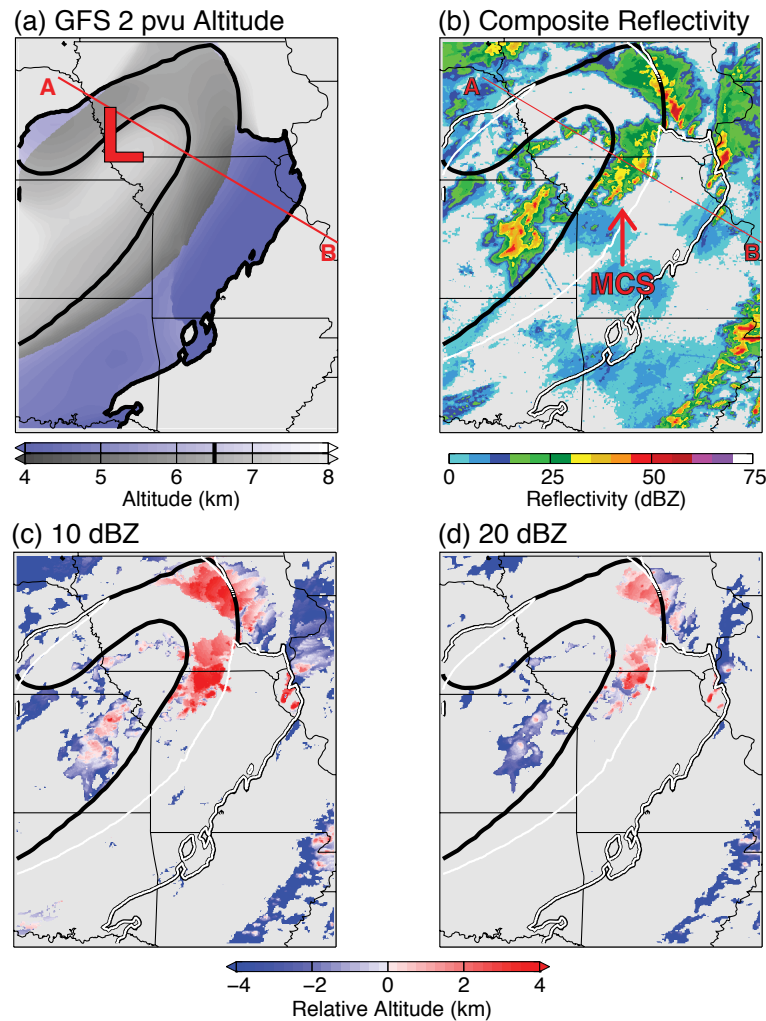 (a) GFS 2 pvu Altitude
A
L
B
4 5 6 7 8
Altitude (km)
(b) Composite Reflectivity
A
MCS
B
0 25 50 75
Reflectivity (dBZ)
(c) 10 dBZ
(d) 20 dBZ
−4 −2 0 2 4
Relative Altitude (km)